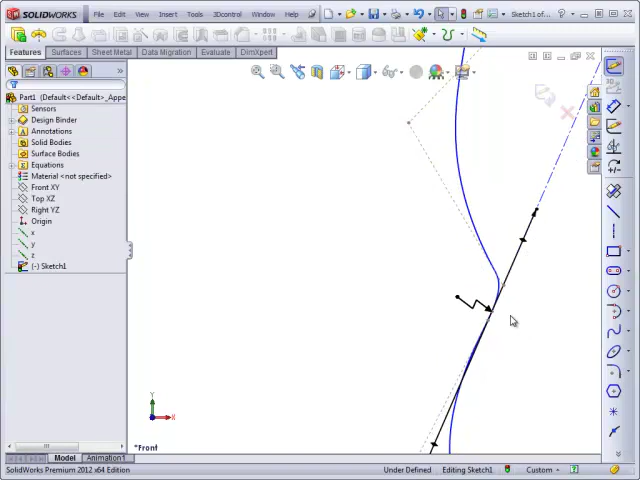 SOLIDWORKS File Edit View Insert Tools 3Dcontrol Window Help Sketch1 of...
Features Surfaces Sheet Metal Data Migration Evaluate DimXpert
Part1 (Default<<Default>_Appe
Sensors
Design Binder
Annotations
Solid Bodies
Surface Bodies
Equations
Material <not specified>
Front XY
Top XZ
Right YZ
Origin
x
y
z
(-) Sketch1
Y
X
*Front
Model Animation1
SolidWorks Premium 2012 x64 Edition Under Defined Editing Sketch1 Custom